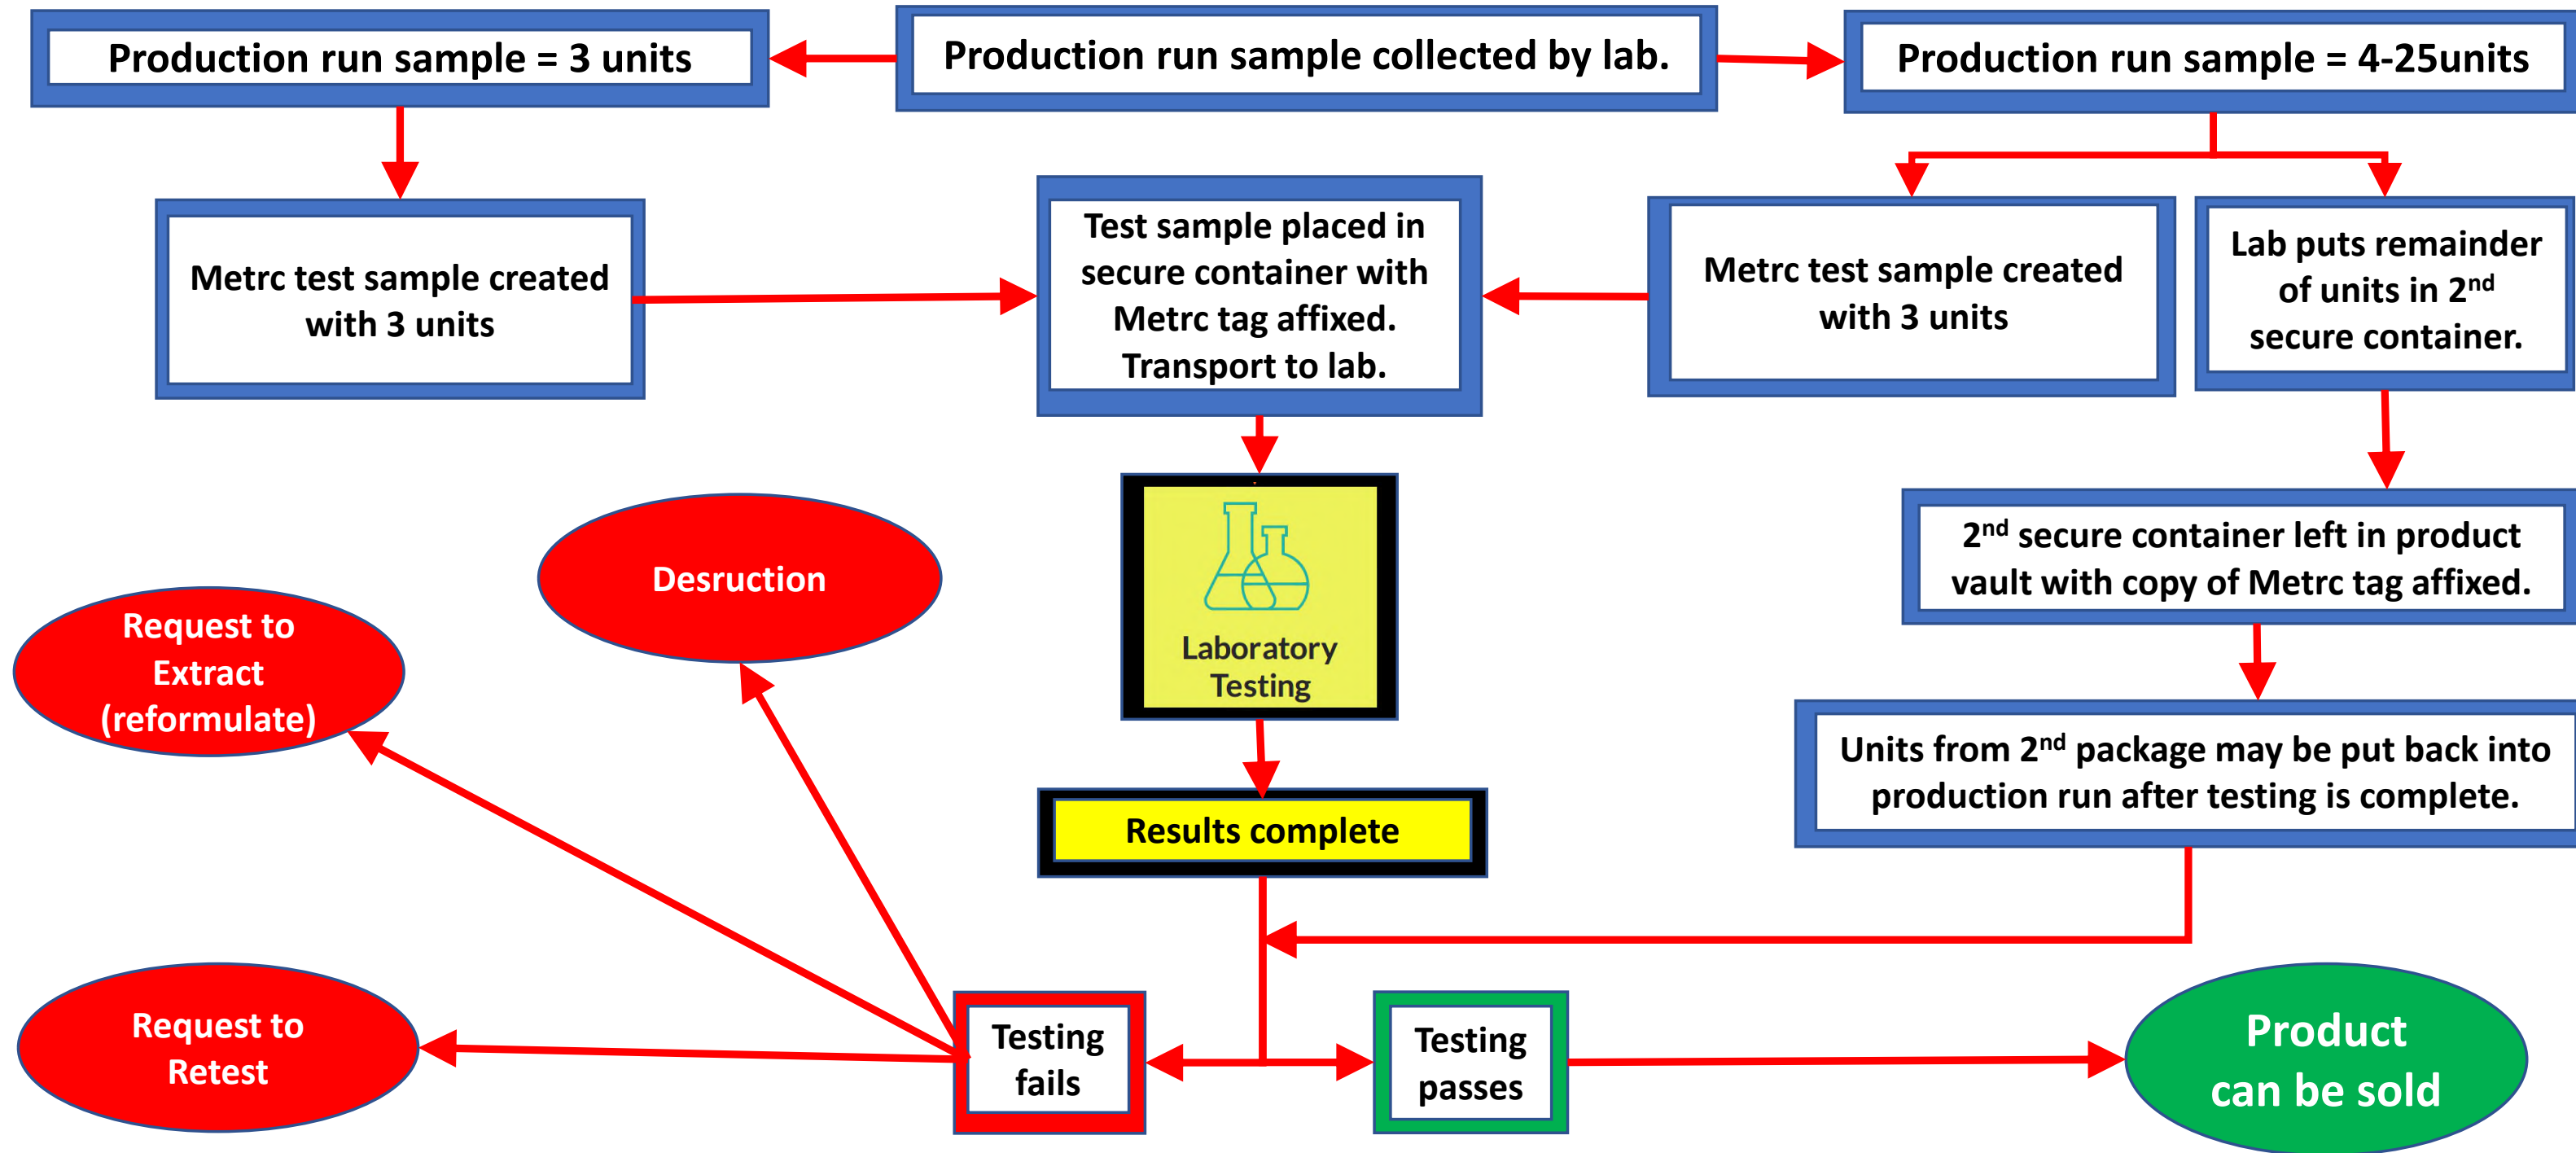 Production run sample = 3 units
Production run sample collected by lab.
Production run sample = 4-25units
Metrc test sample created
with 3 units
Test sample placed in
secure container with
Metrc tag affixed.
Transport to lab.
Metrc test sample created
with 3 units
Lab puts remainder
of units in 2nd
secure container.
Laboratory
Testing
Desruction
Request to
Extract
(reformulate)
2nd secure container left in product
vault with copy of Metrc tag affixed.
Units from 2nd package may be put back into
production run after testing is complete.
Results complete
Request to
Retest
Testing
fails
Testing
passes
Product
can be sold